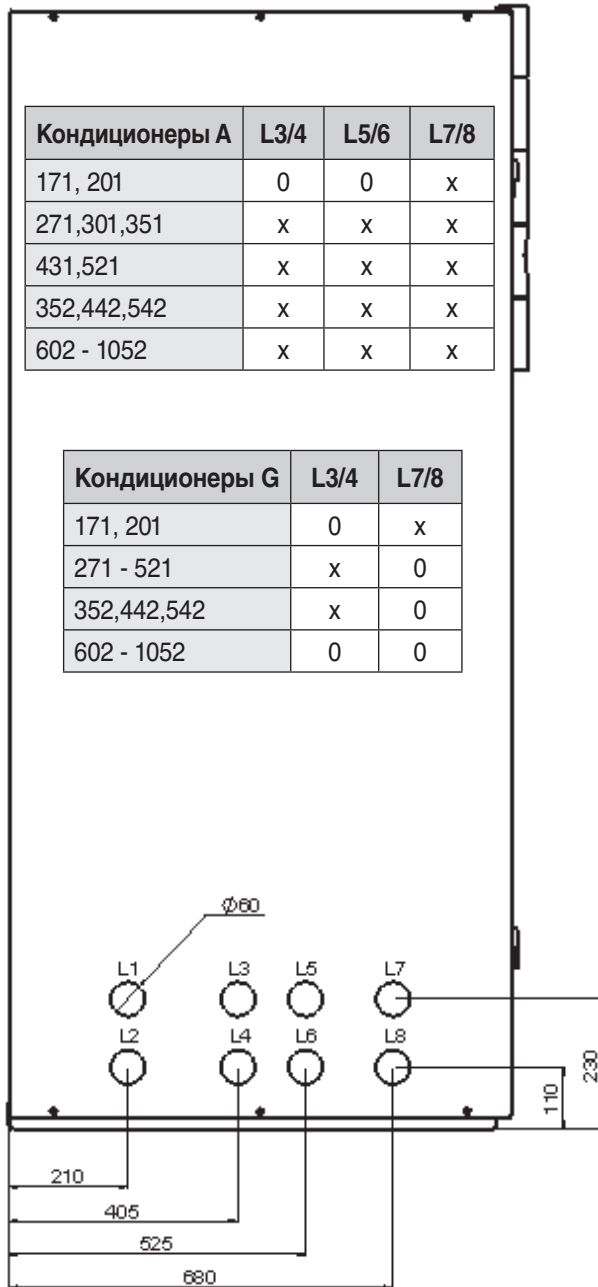 Кондиционеры A L3/4 L5/6 L7/8
171, 201 0 0 x
271,301,351 x x x
431,521 x x x
352,442,542 x x x
602 - 1052 x x x
Кондиционеры G L3/4 L7/8
171, 201 0 x
271 - 521 x 0
352,442,542 x 0
602 - 1052 0 0
Ø60
L1 L3 L5 L7
L2 L4 L6 L8
230
110
210
405
525
680